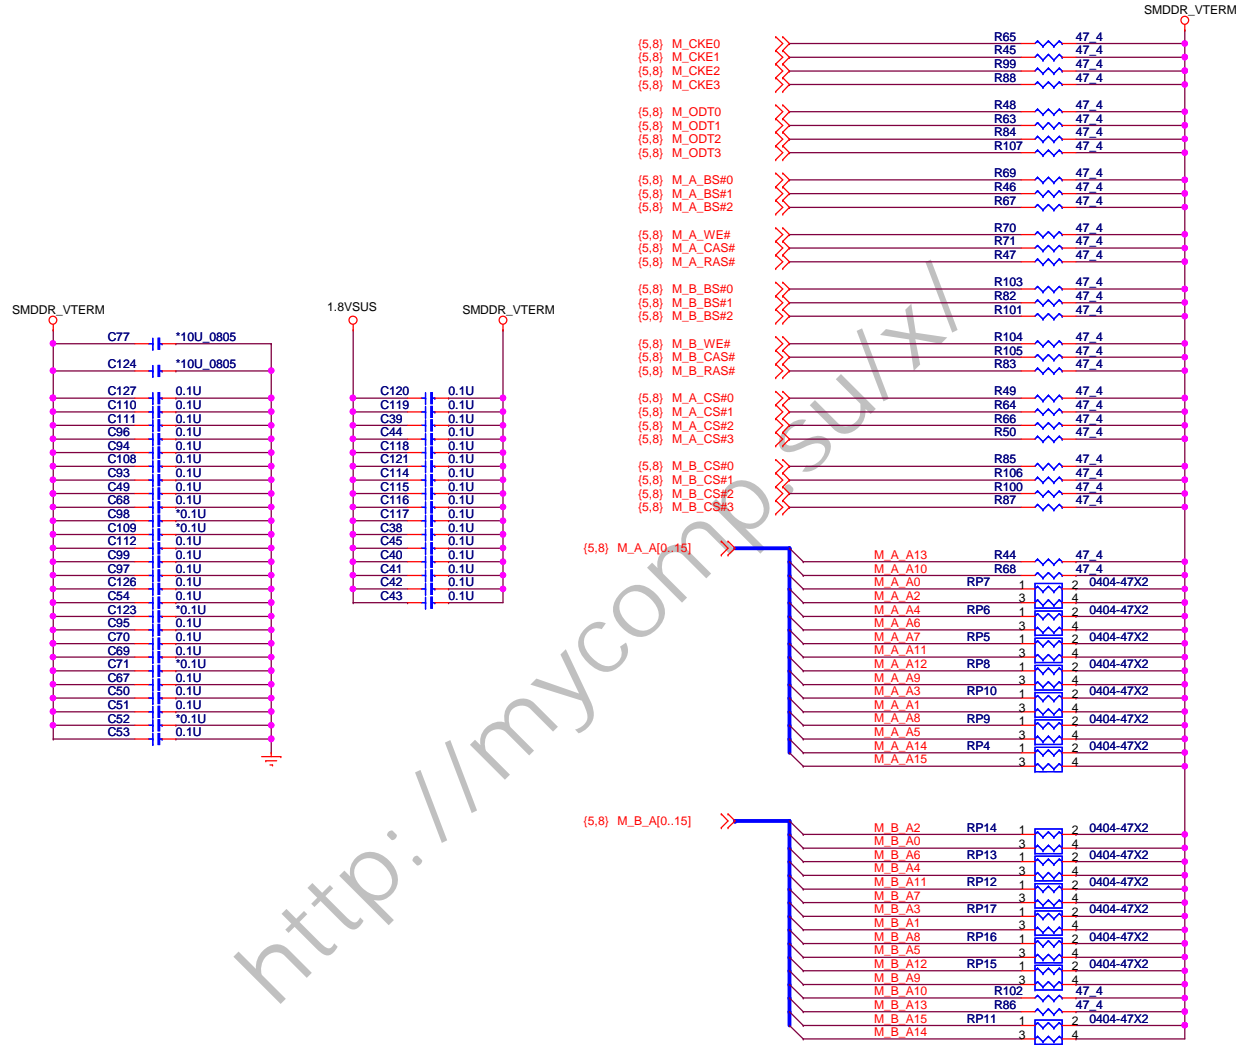 SMDDR_VTERM
{5,8} M_CKE0 R65 47_4
{5,8} M_CKE1 R45 47_4
{5,8} M_CKE2 R99 47_4
{5,8} M_CKE3 R88 47_4
{5,8} M_ODT0 R48 47_4
{5,8} M_ODT1 R63 47_4
{5,8} M_ODT2 R84 47_4
{5,8} M_ODT3 R107 47_4
{5,8} M_A_BS#0 R69 47_4
{5,8} M_A_BS#1 R46 47_4
{5,8} M_A_BS#2 R67 47_4
{5,8} M_A_WE# R70 47_4
{5,8} M_A_CAS# R71 47_4
{5,8} M_A_RAS# R47 47_4
{5,8} M_B_BS#0 R103 47_4
{5,8} M_B_BS#1 R82 47_4
{5,8} M_B_BS#2 R101 47_4
{5,8} M_B_WE# R104 47_4
{5,8} M_B_CAS# R105 47_4
{5,8} M_B_RAS# R83 47_4
{5,8} M_A_CS#0 R49 47_4
{5,8} M_A_CS#1 R64 47_4
{5,8} M_A_CS#2 R66 47_4
{5,8} M_A_CS#3 R50 47_4
{5,8} M_B_CS#0 R85 47_4
{5,8} M_B_CS#1 R106 47_4
{5,8} M_B_CS#2 R100 47_4
{5,8} M_B_CS#3 R87 47_4
{5,8} M_A_A[0..15]
M_A_A13 R44 47_4
M_A_A10 R68 47_4
M_A_A0 RP7 1 2 0404-47X2
M_A_A2 3 4
M_A_A4 RP6 1 2 0404-47X2
M_A_A6 3 4
M_A_A7 RP5 1 2 0404-47X2
M_A_A11 3 4
M_A_A12 RP8 1 2 0404-47X2
M_A_A9 3 4
M_A_A3 RP10 1 2 0404-47X2
M_A_A1 3 4
M_A_A8 RP9 1 2 0404-47X2
M_A_A5 3 4
M_A_A14 RP4 1 2 0404-47X2
M_A_A15 3 4
{5,8} M_B_A[0..15]
M_B_A2 RP14 1 2 0404-47X2
M_B_A0 3 4
M_B_A6 RP13 1 2 0404-47X2
M_B_A4 3 4
M_B_A11 RP12 1 2 0404-47X2
M_B_A7 3 4
M_B_A3 RP17 1 2 0404-47X2
M_B_A1 3 4
M_B_A8 RP16 1 2 0404-47X2
M_B_A5 3 4
M_B_A12 RP15 1 2 0404-47X2
M_B_A9 3 4
M_B_A10 R102 47_4
M_B_A13 R86 47_4
M_B_A15 RP11 1 2 0404-47X2
M_B_A14 3 4
SMDDR_VTERM
C77 *10U_0805
C124 *10U_0805
C127 0.1U
C110 0.1U
C111 0.1U
C96 0.1U
C94 0.1U
C108 0.1U
C93 0.1U
C49 0.1U
C68 0.1U
C98 *0.1U
C109 *0.1U
C112 0.1U
C99 0.1U
C97 0.1U
C126 0.1U
C54 0.1U
C123 *0.1U
C95 0.1U
C70 0.1U
C69 0.1U
C71 *0.1U
C67 0.1U
C50 0.1U
C51 0.1U
C52 *0.1U
C53 0.1U
1.8VSUS SMDDR_VTERM
C120 0.1U
C119 0.1U
C39 0.1U
C44 0.1U
C118 0.1U
C121 0.1U
C114 0.1U
C115 0.1U
C116 0.1U
C117 0.1U
C38 0.1U
C45 0.1U
C40 0.1U
C41 0.1U
C42 0.1U
C43 0.1U
http://mycomp.su/x/